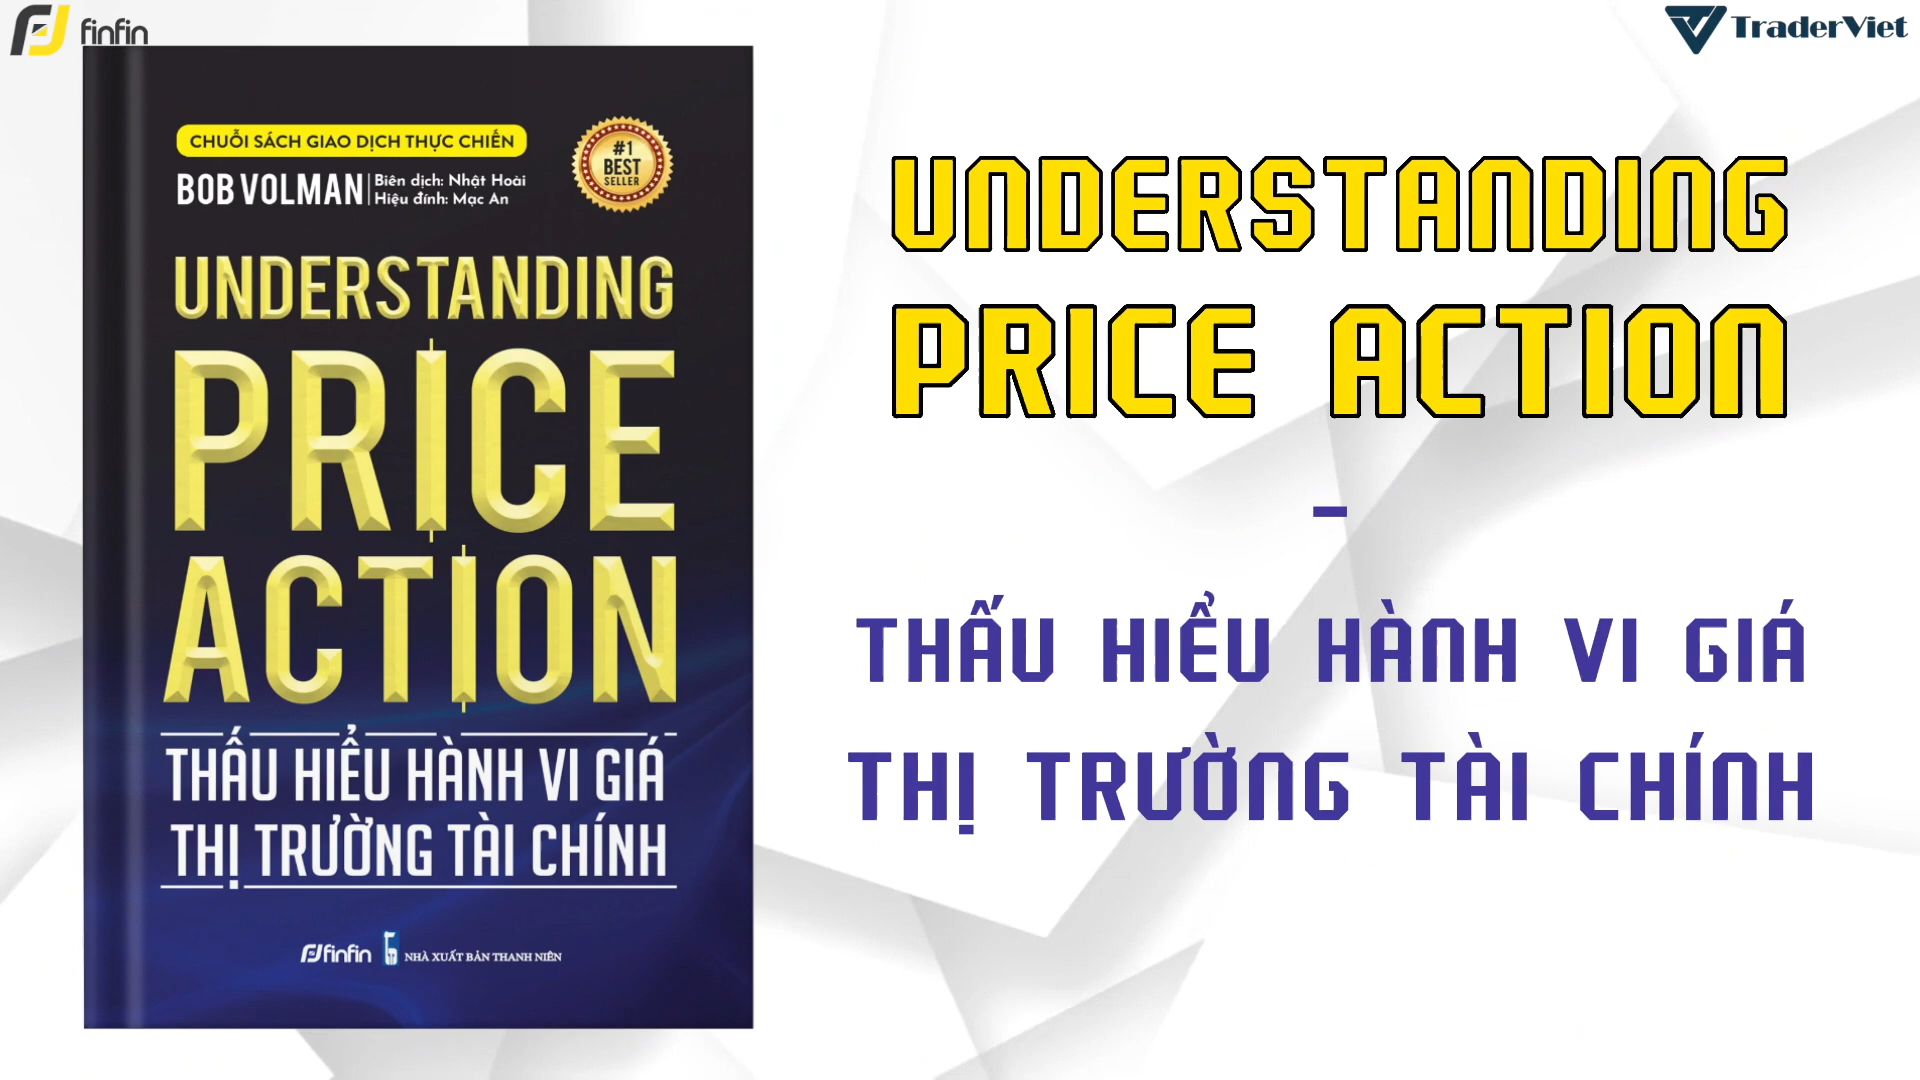 finfin
TraderViet
CHUỖI SÁCH GIAO DỊCH THỰC CHIẾN
BOB VOLMAN
Biên dịch: Nhật Hoài
Hiệu đính: Mạc An
#1
BEST
SELLER
UNDERSTANDING
PRICE
ACTION
THẤU HIỂU HÀNH VI GIÁ
THỊ TRƯỜNG TÀI CHÍNH
finfin
NHÀ XUẤT BẢN THANH NIÊN
UNDERSTANDING
PRICE ACTION
-
THẤU HIỂU HÀNH VI GIÁ
THỊ TRƯỜNG TÀI CHÍNH